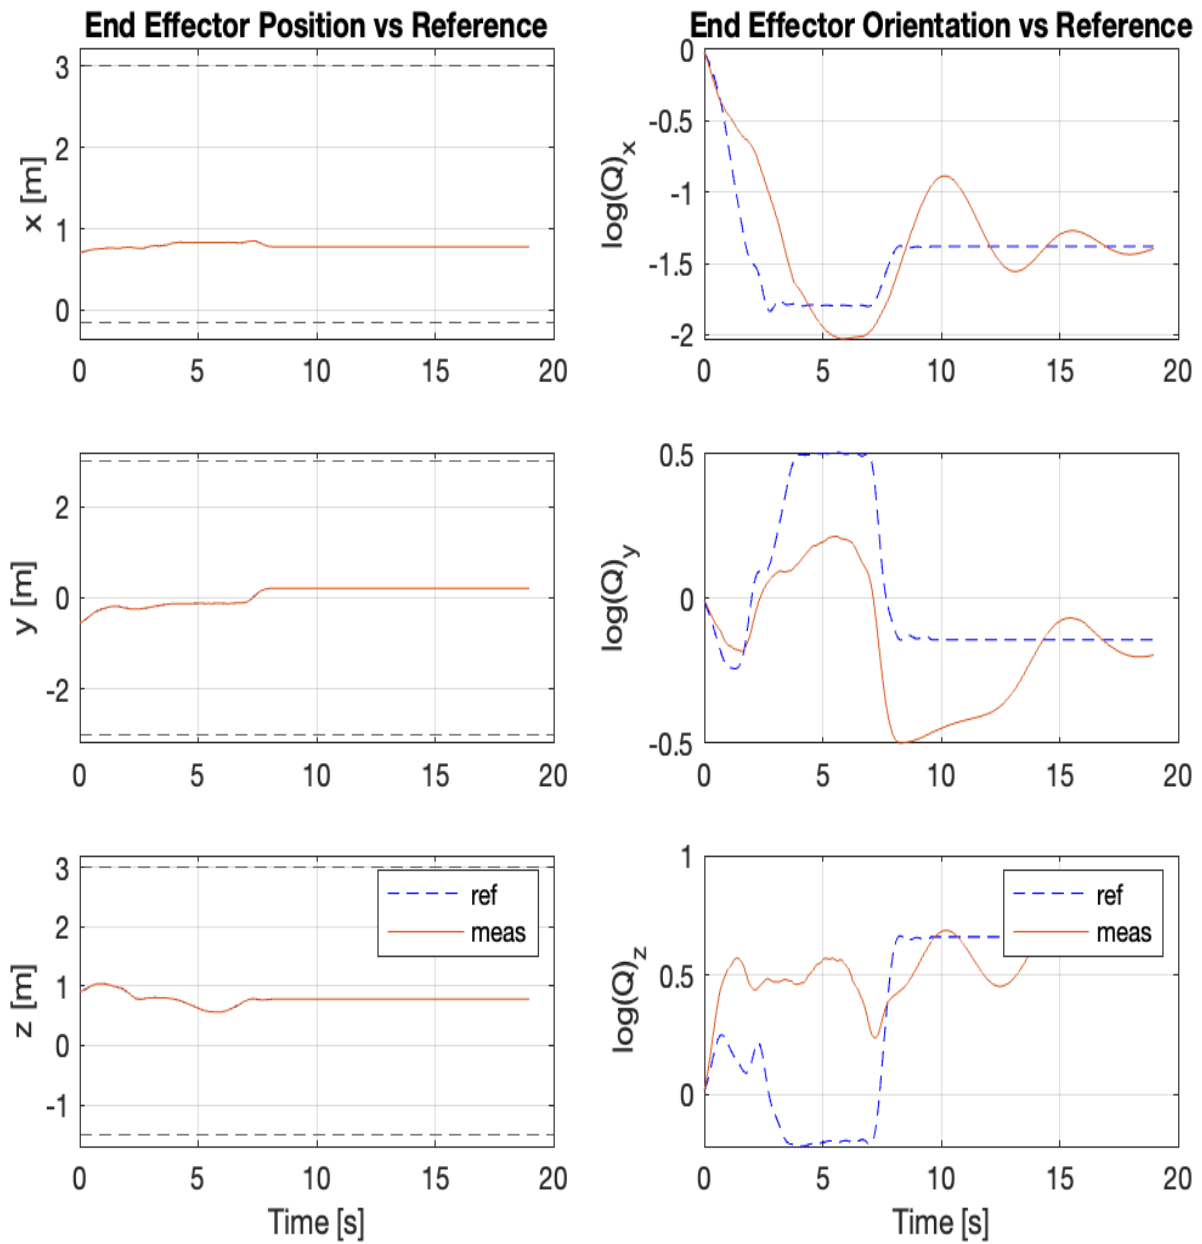 End Effector Position vs Reference
3
2
1
0
x [m]
0 5 10 15 20
End Effector Orientation vs Reference
0
-0.5
-1
-1.5
-2
log(Q)x
0 5 10 15 20
2
0
-2
y [m]
0 5 10 15 20
0.5
0
-0.5
log(Q)y
0 5 10 15 20
3
2
1
0
-1
z [m]
ref
meas
0 5 10 15 20
Time [s]
1
0.5
0
log(Q)z
ref
meas
0 5 10 15 20
Time [s]